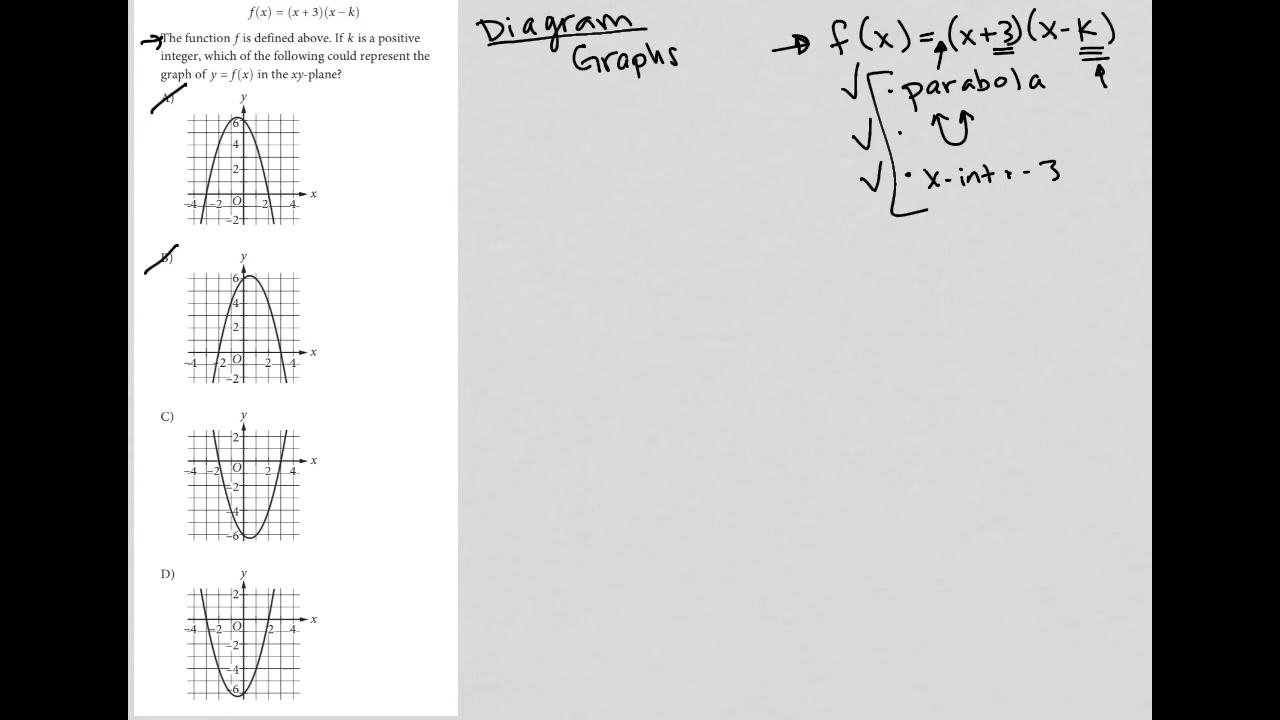 f(x) = (x + 3)(x − k)
The function f is defined above. If k is a positive
integer, which of the following could represent the
graph of y = f(x) in the xy-plane?
A)
y
6
4
2
−4 −2 O 2 4 x
−2
B)
y
6
4
2
−4 −2 O 2 4 x
−2
C)
y
2
−4 −2 O 2 4 x
−2
−4
−6
D)
y
2
−4 −2 O 2 4 x
−2
−4
−6
Diagram
Graphs
f(x) = (x+3)(x-k)
parabola
x-int: -3